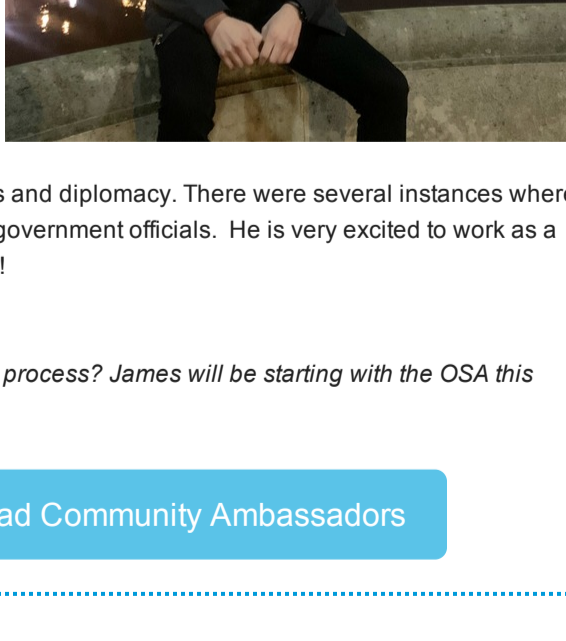 s and diplomacy. There were several instances where
government officials.  He is very excited to work as a
!
process? James will be starting with the OSA this
ad Community Ambassadors